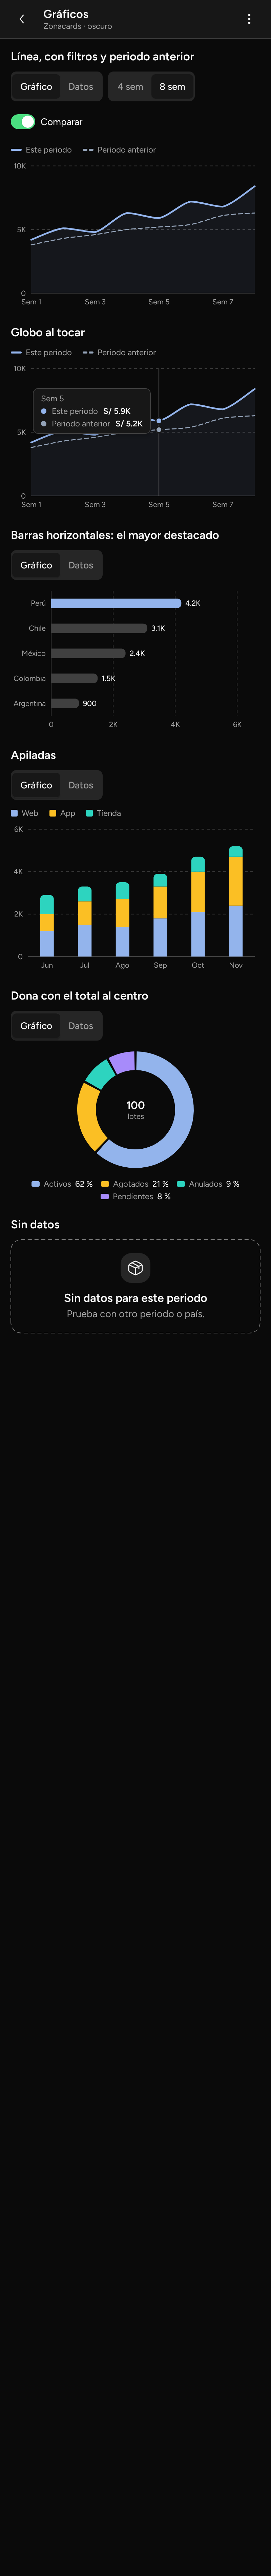 Gráficos
Zonacards · oscuro
Línea, con filtros y periodo anterior
Gráfico Datos 4 sem 8 sem
Comparar
Este periodo Periodo anterior
10K
5K
0
Sem 1 Sem 3 Sem 5 Sem 7
Globo al tocar
Este periodo Periodo anterior
10K
Sem 5
Este periodo S/ 5.9K
Periodo anterior S/ 5.2K
5K
0
Sem 1 Sem 3 Sem 5 Sem 7
Barras horizontales: el mayor destacado
Gráfico Datos
Perú 4.2K
Chile 3.1K
México 2.4K
Colombia 1.5K
Argentina 900
0 2K 4K 6K
Apiladas
Gráfico Datos
Web App Tienda
6K
4K
2K
0
Jun Jul Ago Sep Oct Nov
Dona con el total al centro
Gráfico Datos
100
lotes
Activos 62 % Agotados 21 % Anulados 9 %
Pendientes 8 %
Sin datos
Sin datos para este periodo
Prueba con otro periodo o país.